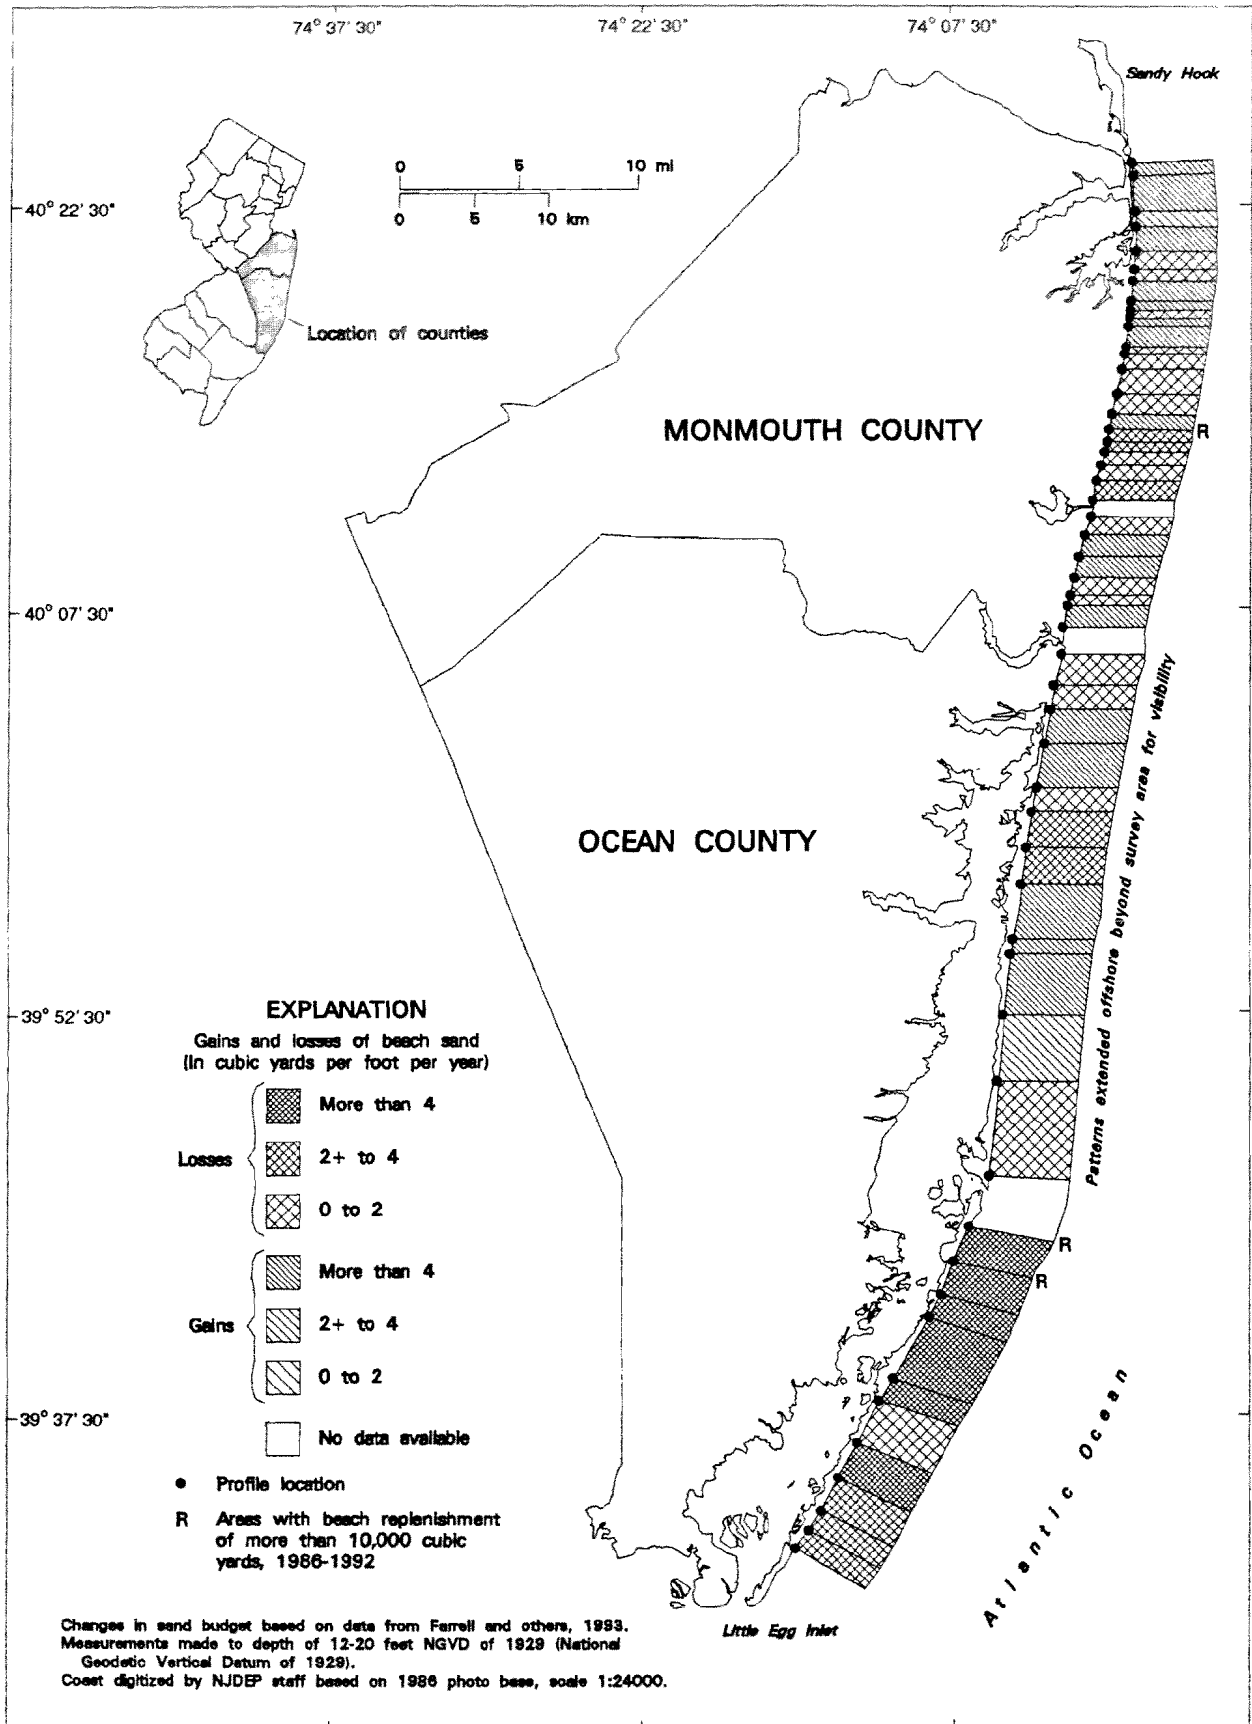 74° 37' 30"
74° 22' 30"
74° 07' 30"
Sandy Hook
0 5 10 mi
0 5 10 km
40° 22' 30"
Location of counties
MONMOUTH COUNTY
R
40° 07' 30"
OCEAN COUNTY
Patterns extended offshore beyond survey area for visibility
39° 52' 30"
EXPLANATION
Gains and losses of beach sand
(In cubic yards per foot per year)
Losses
More than 4
2+ to 4
0 to 2
Gains
More than 4
2+ to 4
0 to 2
No data available
Profile location
R Areas with beach replenishment
of more than 10,000 cubic
yards, 1986-1992
R
R
39° 37' 30"
Atlantic Ocean
Little Egg Inlet
Changes in sand budget based on data from Farrell and others, 1993.
Measurements made to depth of 12-20 feet NGVD of 1929 (National
Geodetic Vertical Datum of 1929).
Coast digitized by NJDEP staff based on 1986 photo base, scale 1:24000.